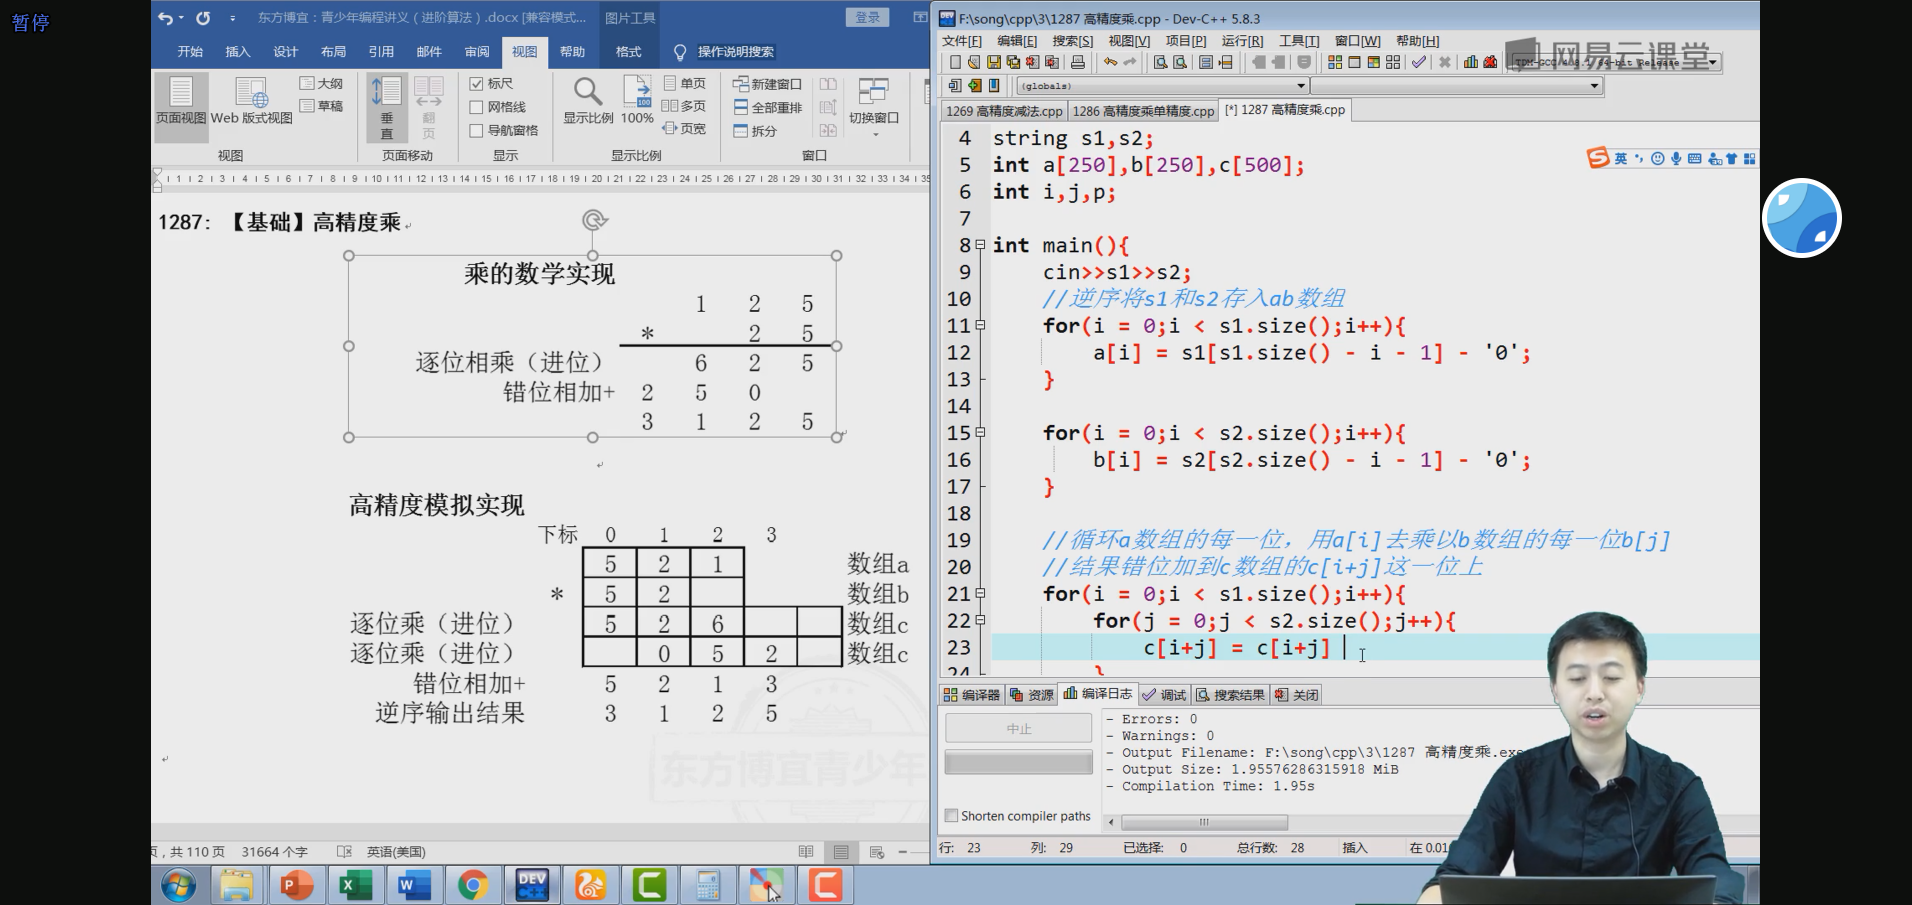 暂停
东方博宜：青少年编程讲义（进阶算法）.docx [兼容模式... 图片工具 登录
开始 插入 设计 布局 引用 邮件 审阅 视图 帮助 格式 操作说明搜索
页面视图 Web 版式视图 大纲 草稿
垂直 翻页
标尺 网格线 导航窗格
显示比例 100% 单页 多页 页宽
新建窗口 全部重排 拆分 切换窗口
视图 页面移动 显示 显示比例 窗口
1287：【基础】高精度乘
乘的数学实现
1 2 5
* 2 5
逐位相乘（进位） 6 2 5
错位相加+ 2 5 0
3 1 2 5
高精度模拟实现
下标 0 1 2 3
5 2 1 数组a
* 5 2 数组b
逐位乘（进位） 5 2 6 数组c
逐位乘（进位） 0 5 2 数组c
错位相加+ 5 2 1 3
逆序输出结果 3 1 2 5
东方博宜青少年
页，共 110 页 31664 个字 英语(美国)
F:\song\cpp\3\1287 高精度乘.cpp - Dev-C++ 5.8.3
文件[F] 编辑[E] 搜索[S] 视图[V] 项目[P] 运行[R] 工具[T] 窗口[W] 帮助[H]
网易云课堂
(globals)
1269 高精度减法.cpp 1286 高精度乘单精度.cpp [*] 1287 高精度乘.cpp
英
4 string s1,s2;
5 int a[250],b[250],c[500];
6 int i,j,p;
7
8 int main(){
9 cin>>s1>>s2;
10 //逆序将s1和s2存入ab数组
11 for(i = 0;i < s1.size();i++){
12 a[i] = s1[s1.size() - i - 1] - '0';
13 }
14
15 for(i = 0;i < s2.size();i++){
16 b[i] = s2[s2.size() - i - 1] - '0';
17 }
18
19 //循环a数组的每一位，用a[i]去乘以b数组的每一位b[j]
20 //结果错位加到c数组的c[i+j]这一位上
21 for(i = 0;i < s1.size();i++){
22 for(j = 0;j < s2.size();j++){
23 c[i+j] = c[i+j]
24 }
编译器 资源 编译日志 调试 搜索结果 关闭
中止
Shorten compiler paths
- Errors: 0
- Warnings: 0
- Output Filename: F:\song\cpp\3\1287 高精度乘.exe
- Output Size: 1.95576286315918 MiB
- Compilation Time: 1.95s
行: 23 列: 29 已选择: 0 总行数: 28 插入 在 0.01
DEV C++